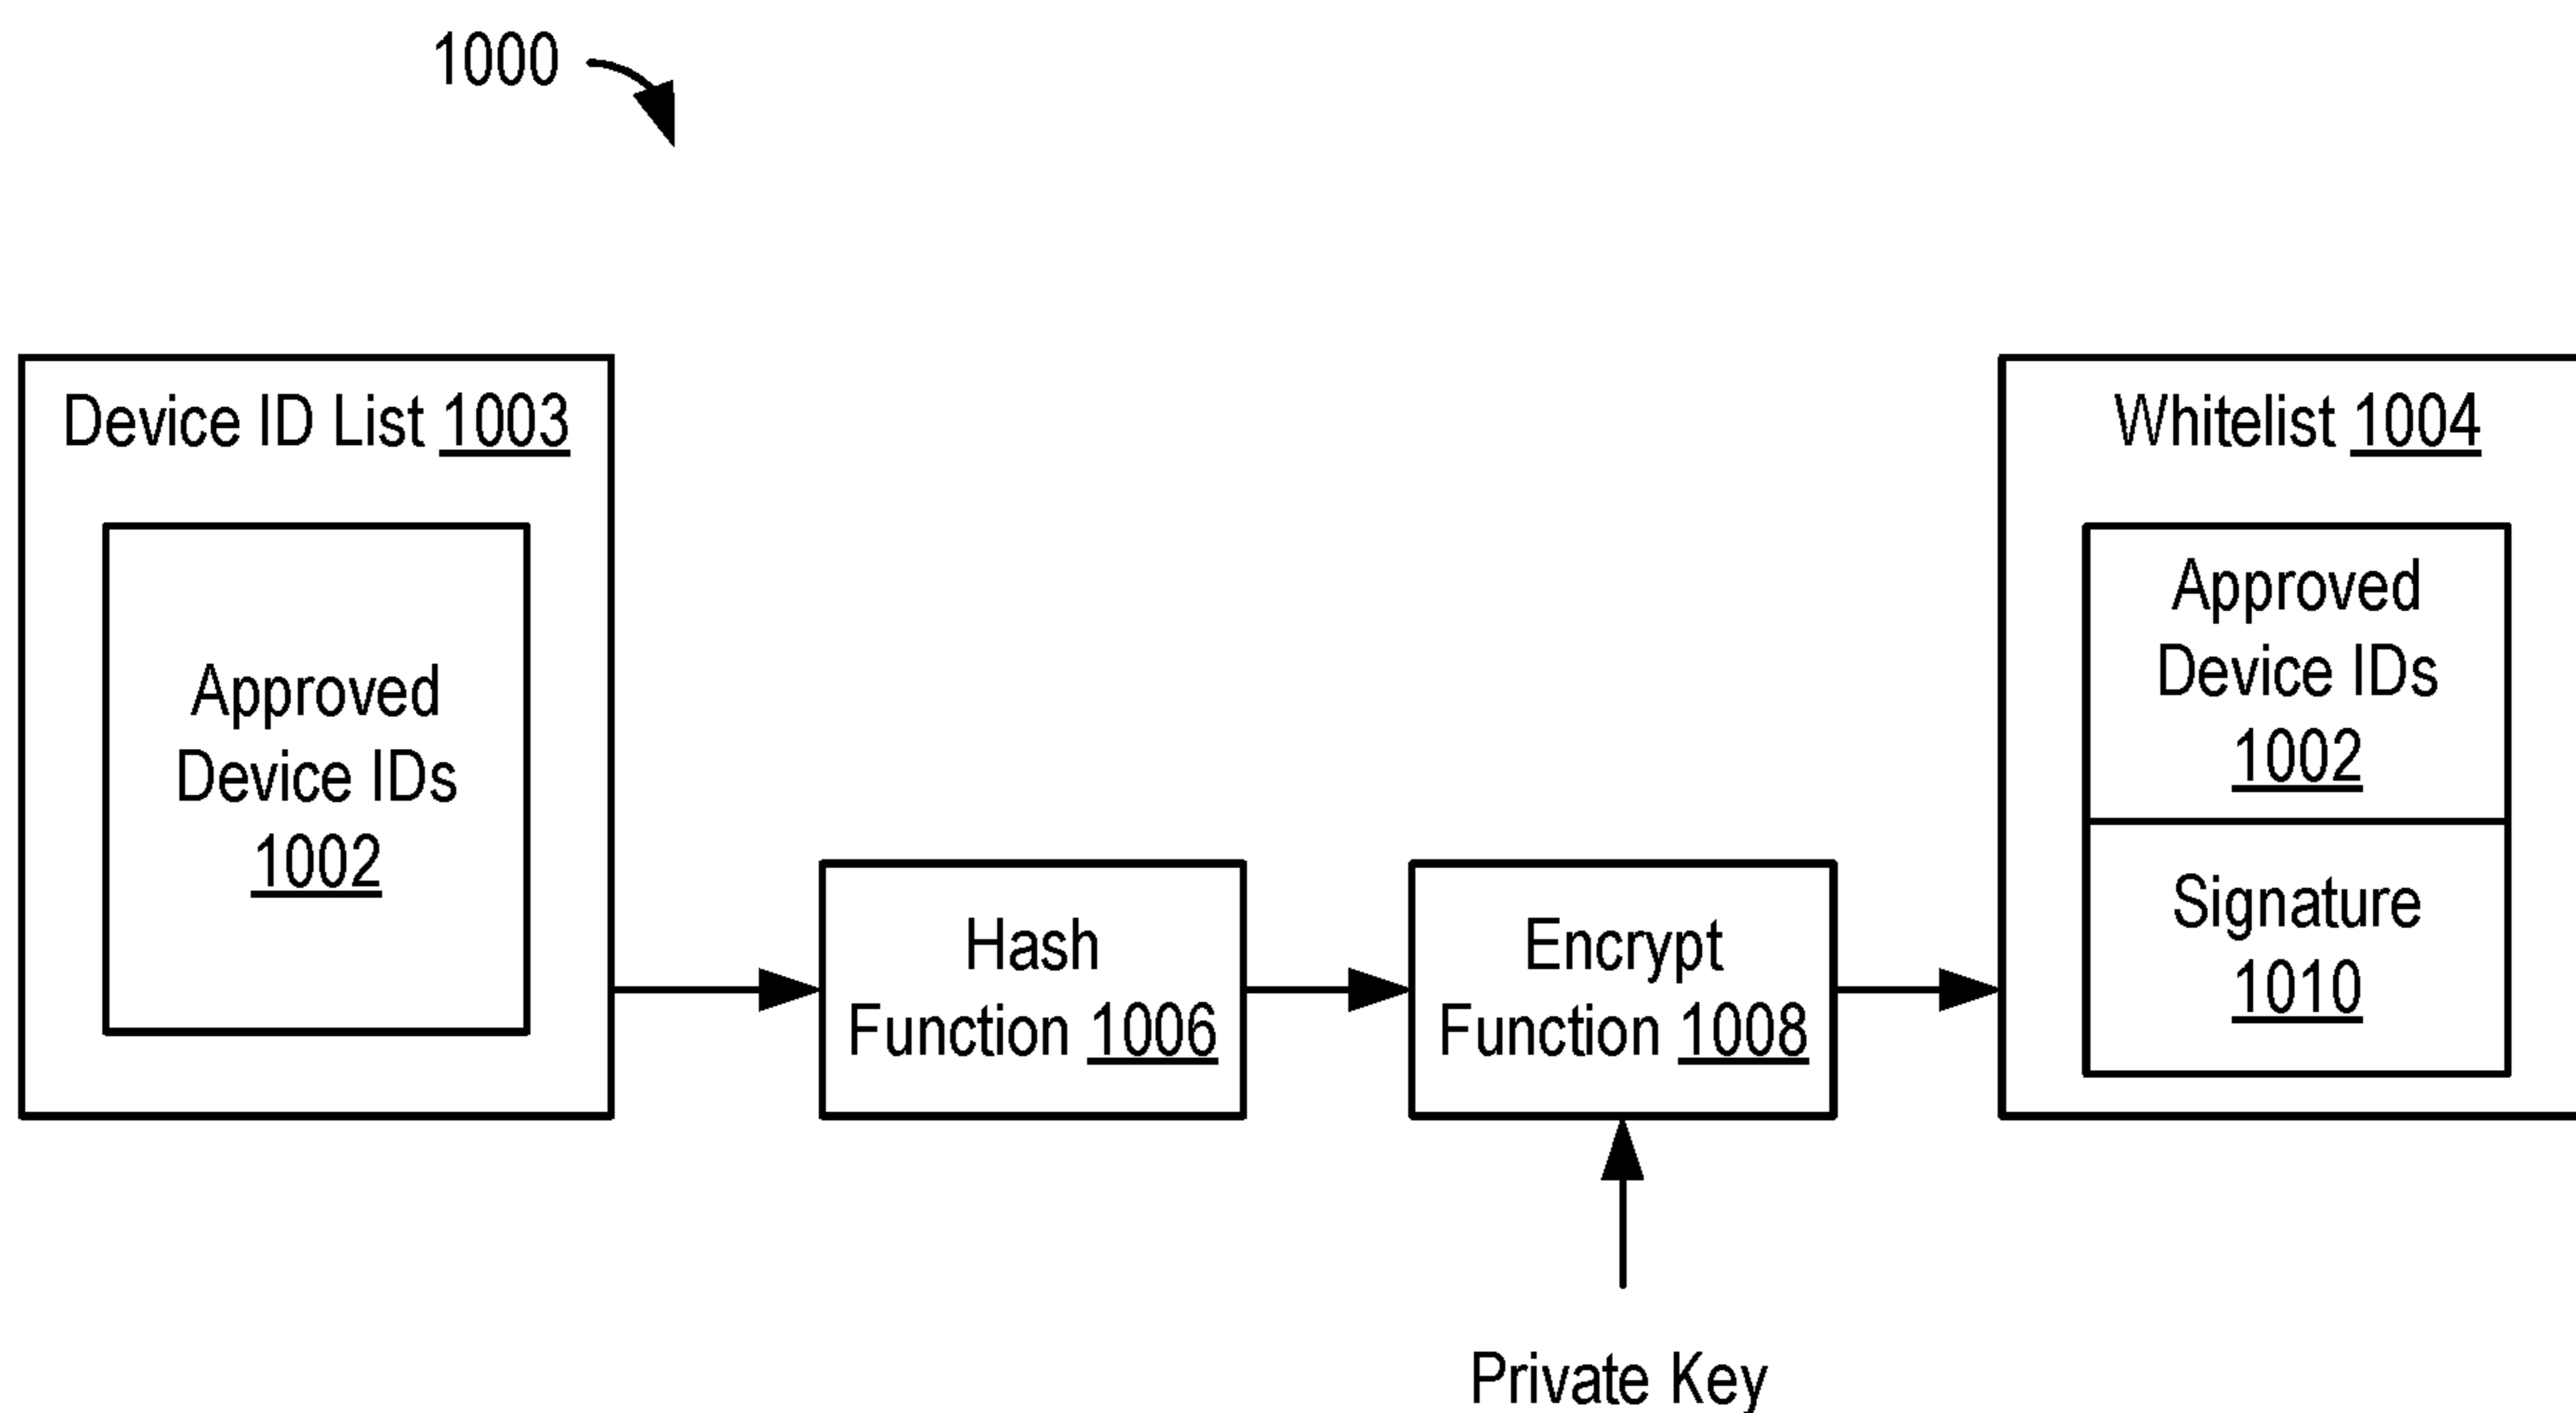 1000
Device ID List 1003
Approved
Device IDs
1002
Hash
Function 1006
Encrypt
Function 1008
Private Key
Whitelist 1004
Approved
Device IDs
1002
Signature
1010